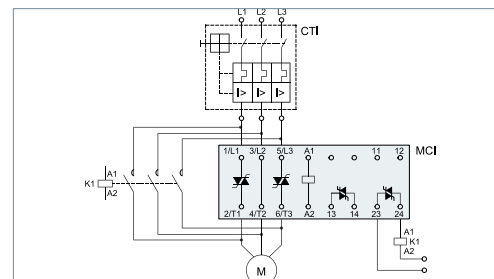 L1 L2 L3
CTI
I> I> I>
1/L1 3/L2 5/L3 A1 11 12
MCI
A1
K1
A2
2/T1 4/T2 6/T3 A2 13 14 23 24
A1
K1
A2
M